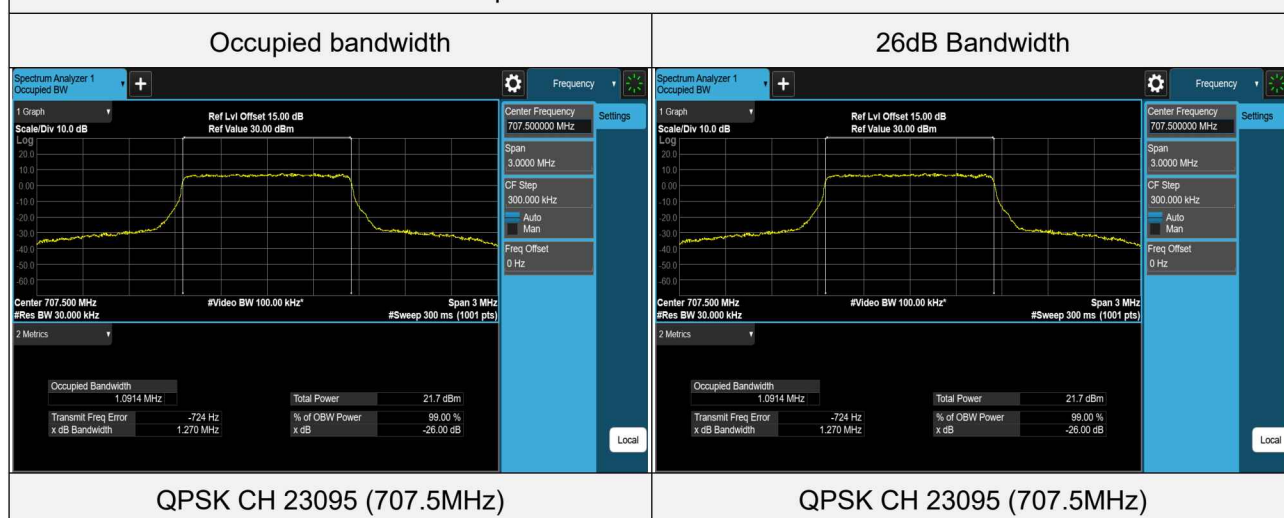 Occupied bandwidth
26dB Bandwidth
Spectrum Analyzer 1
Occupied BW
+
Frequency
1 Graph
Scale/Div 10.0 dB
Ref Lvl Offset 15.00 dB
Ref Value 30.00 dBm
Log
20.0
10.0
0.00
-10.0
-20.0
-30.0
-40.0
-50.0
-60.0
Center 707.500 MHz
#Video BW 100.00 kHz*
Span 3 MHz
#Res BW 30.000 kHz
#Sweep 300 ms (1001 pts)
Center Frequency
707.500000 MHz
Settings
Span
3.0000 MHz
CF Step
300.000 kHz
Auto
Man
Freq Offset
0 Hz
2 Metrics
Occupied Bandwidth
1.0914 MHz
Total Power 21.7 dBm
Transmit Freq Error -724 Hz
% of OBW Power 99.00 %
x dB Bandwidth 1.270 MHz
x dB -26.00 dB
Local
Spectrum Analyzer 1
Occupied BW
+
Frequency
1 Graph
Scale/Div 10.0 dB
Ref Lvl Offset 15.00 dB
Ref Value 30.00 dBm
Log
20.0
10.0
0.00
-10.0
-20.0
-30.0
-40.0
-50.0
-60.0
Center 707.500 MHz
#Video BW 100.00 kHz*
Span 3 MHz
#Res BW 30.000 kHz
#Sweep 300 ms (1001 pts)
Center Frequency
707.500000 MHz
Settings
Span
3.0000 MHz
CF Step
300.000 kHz
Auto
Man
Freq Offset
0 Hz
2 Metrics
Occupied Bandwidth
1.0914 MHz
Total Power 21.7 dBm
Transmit Freq Error -724 Hz
% of OBW Power 99.00 %
x dB Bandwidth 1.270 MHz
x dB -26.00 dB
Local
QPSK CH 23095 (707.5MHz)
QPSK CH 23095 (707.5MHz)